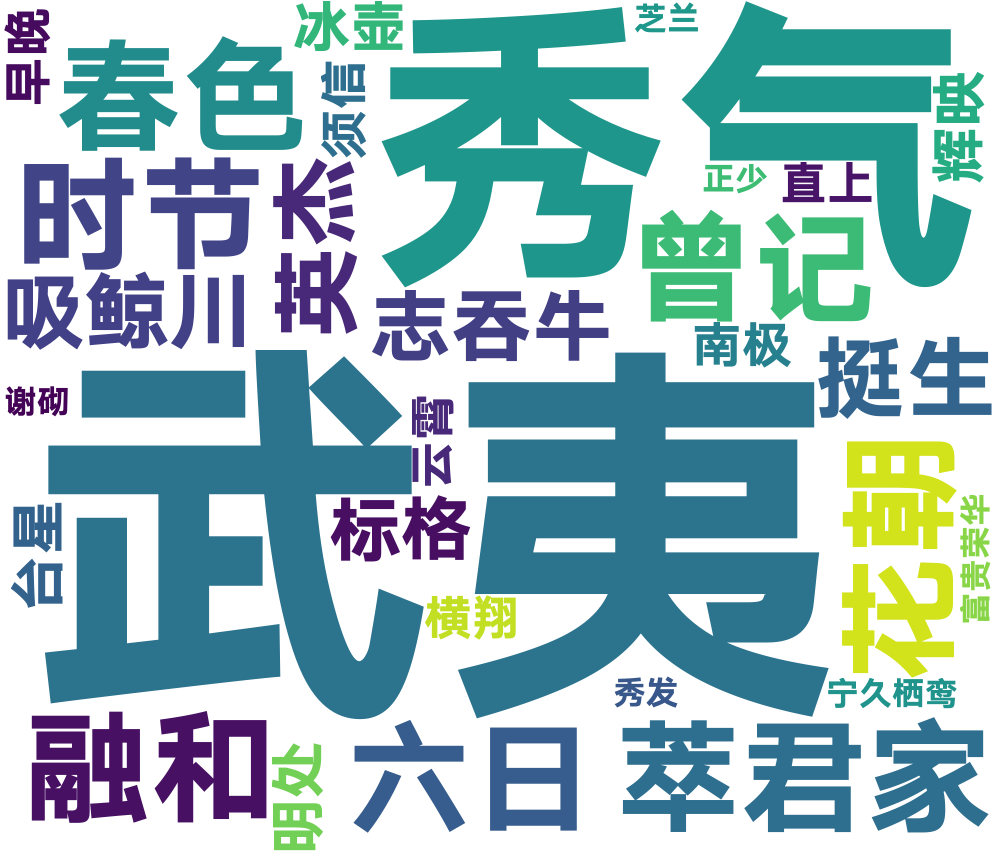 早晚
冰壶
芝兰
春色
须信
秀气
辉映
时节
英杰
正少
直上
曾记
吸鲸川
志吞牛
南极
挺生
谢砌
武夷
云霄
标格
台星
花朝
富贵荣华
横翔
秀发
宁久栖鸾
融和
明处
六日
萃君家